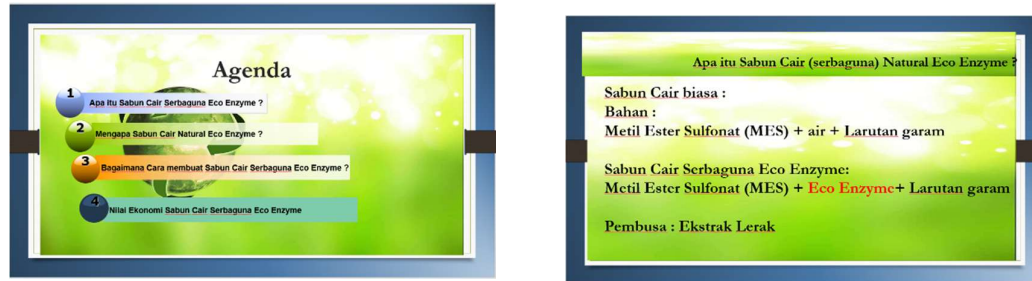 Agenda
1
Apa Itu Sabun Cair Serbaguna Eco Enzyme ?
2
Mengapa Sabun Cair Natural Eco Enzyme ?
3
Bagaimana Cara membuat Sabun Cair Serbaguna Eco Enzyme ?
4
Nilai Ekonomi Sabun Cair Serbaguna Eco Enzyme
Apa itu Sabun Cair (serbaguna) Natural Eco Enzyme ?
Sabun Cair biasa :
Bahan :
Metil Ester Sulfonat (MES) + air + Larutan garam
Sabun Cair Serbaguna Eco Enzyme:
Metil Ester Sulfonat (MES) + Eco Enzyme+ Larutan garam
Pembusa : Ekstrak Lerak